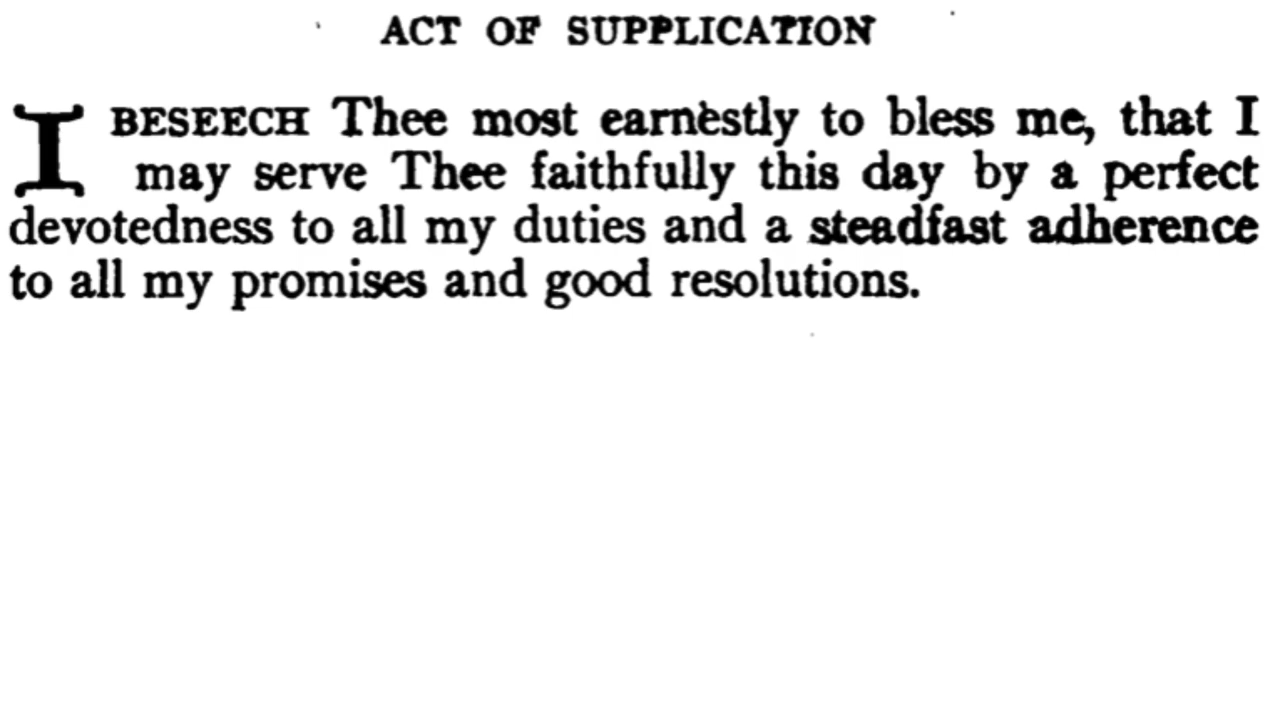 ACT OF SUPPLICATION
I BESEECH Thee most earnestly to bless me, that I
may serve Thee faithfully this day by a perfect
devotedness to all my duties and a steadfast adherence
to all my promises and good resolutions.